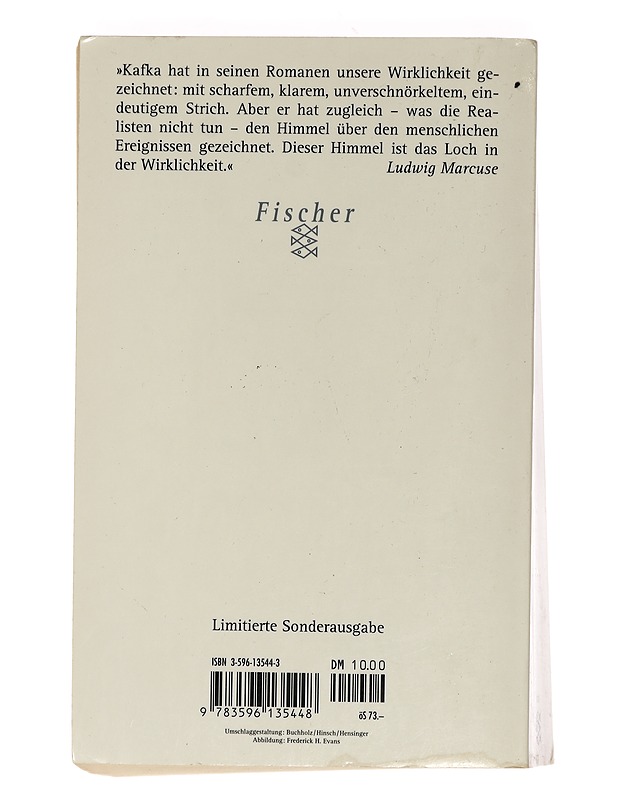 »Kafka hat in seinen Romanen unsere Wirklichkeit ge-
zeichnet: mit scharfem, klarem, unverschnörkeltem, ein-
deutigem Strich. Aber er hat zugleich – was die Rea-
listen nicht tun – den Himmel über den menschlichen
Ereignissen gezeichnet. Dieser Himmel ist das Loch in
der Wirklichkeit.« Ludwig Marcuse
Fischer
Limitierte Sonderausgabe
ISBN 3-596-13544-3 DM 10.00
9 783596 135448 öS 73.–
Umschlaggestaltung: Buchholz/Hinsch/Hensinger
Abbildung: Frederick H. Evans